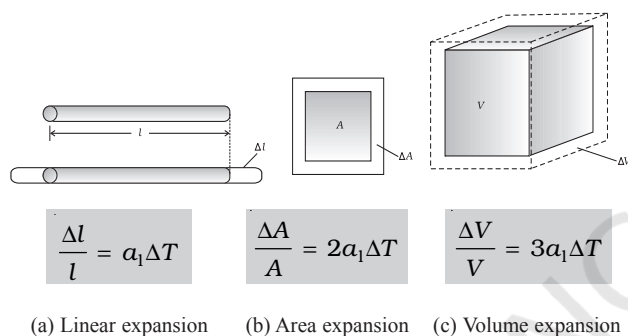 l
Δl
A
ΔA
V
ΔV
Δl/l = a₁ΔT
ΔA/A = 2a₁ΔT
ΔV/V = 3a₁ΔT
(a) Linear expansion (b) Area expansion (c) Volume expansion